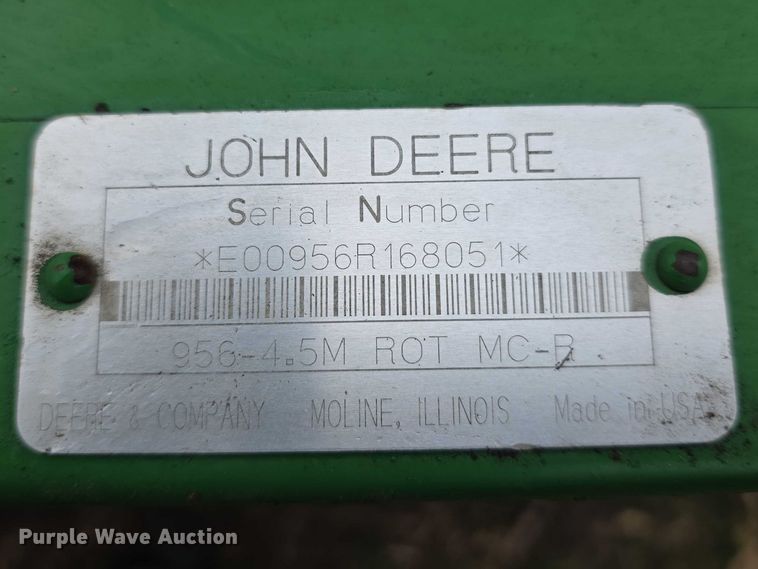 JOHN DEERE
Serial Number
*E00956R168051*
956-4.5M ROT MC-R
DEERE & COMPANY MOLINE, ILLINOIS Made in USA
Purple Wave Auction